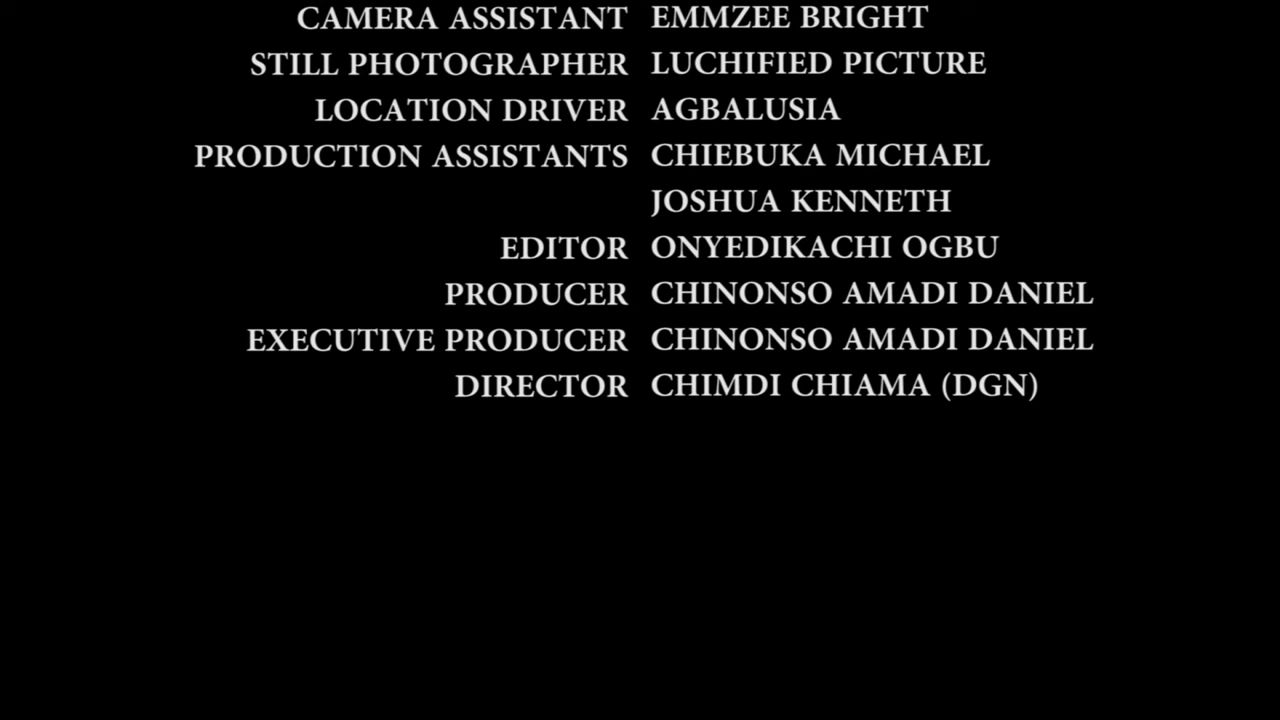 CAMERA ASSISTANT EMMZEE BRIGHT
STILL PHOTOGRAPHER LUCHIFIED PICTURE
LOCATION DRIVER AGBALUSIA
PRODUCTION ASSISTANTS CHIEBUKA MICHAEL
JOSHUA KENNETH
EDITOR ONYEDIKACHI OGBU
PRODUCER CHINONSO AMADI DANIEL
EXECUTIVE PRODUCER CHINONSO AMADI DANIEL
DIRECTOR CHIMDI CHIAMA (DGN)